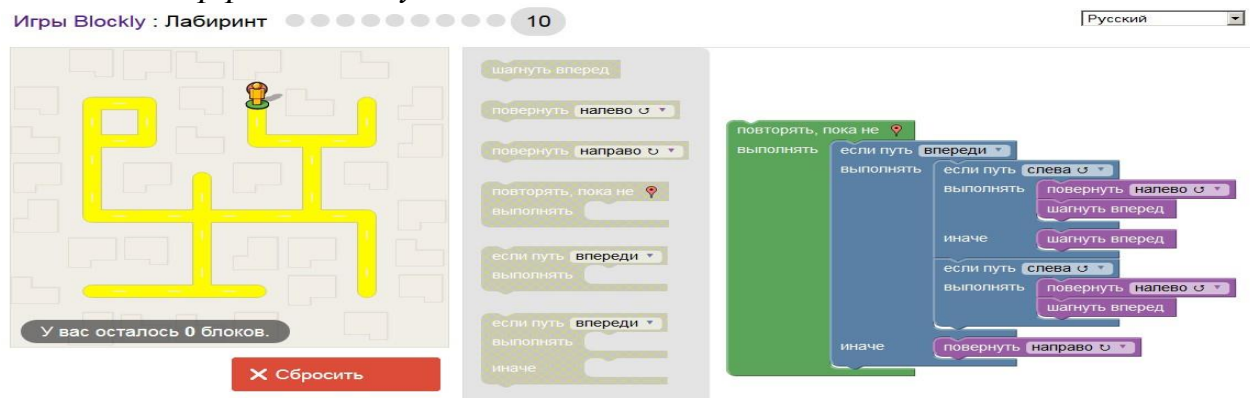 Игры Blockly : Лабиринт 10
Русский
У вас осталось 0 блоков.
Сбросить
шагнуть вперед
повернуть налево ↺
повернуть направо ↻
повторять, пока не
выполнять
если путь впереди
выполнять
если путь впереди
выполнять
иначе
повторять, пока не
выполнять если путь впереди
выполнять если путь слева ↺
выполнять повернуть налево ↺
шагнуть вперед
иначе шагнуть вперед
если путь слева ↺
выполнять повернуть налево ↺
шагнуть вперед
иначе повернуть направо ↻